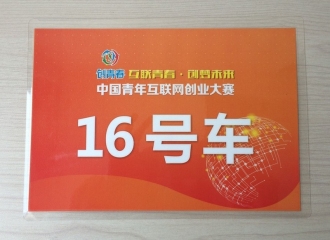 创青春 互联青春·创梦未来
中国青年互联网创业大赛
16号车